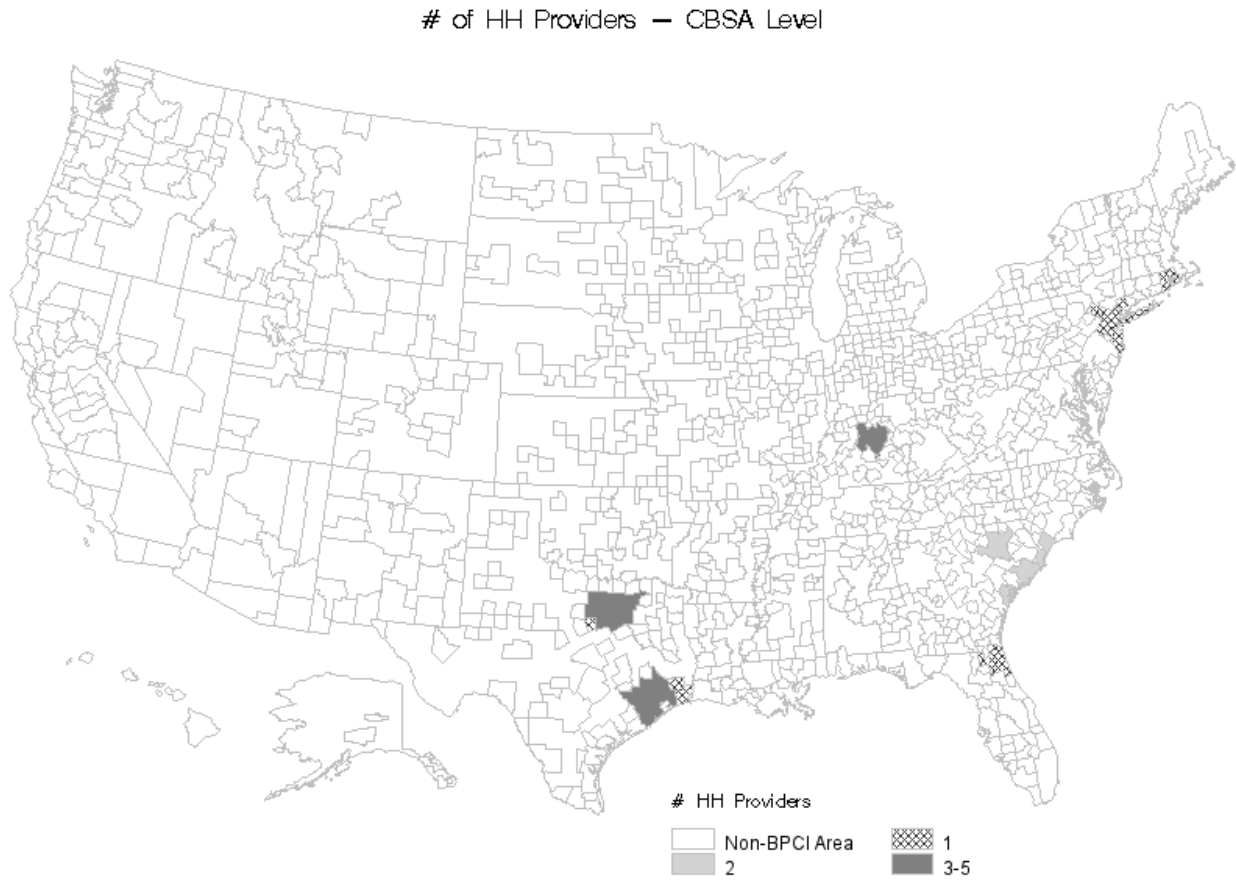 # of HH Providers – CBSA Level
# HH Providers
Non-BPCI Area
1
2
3-5